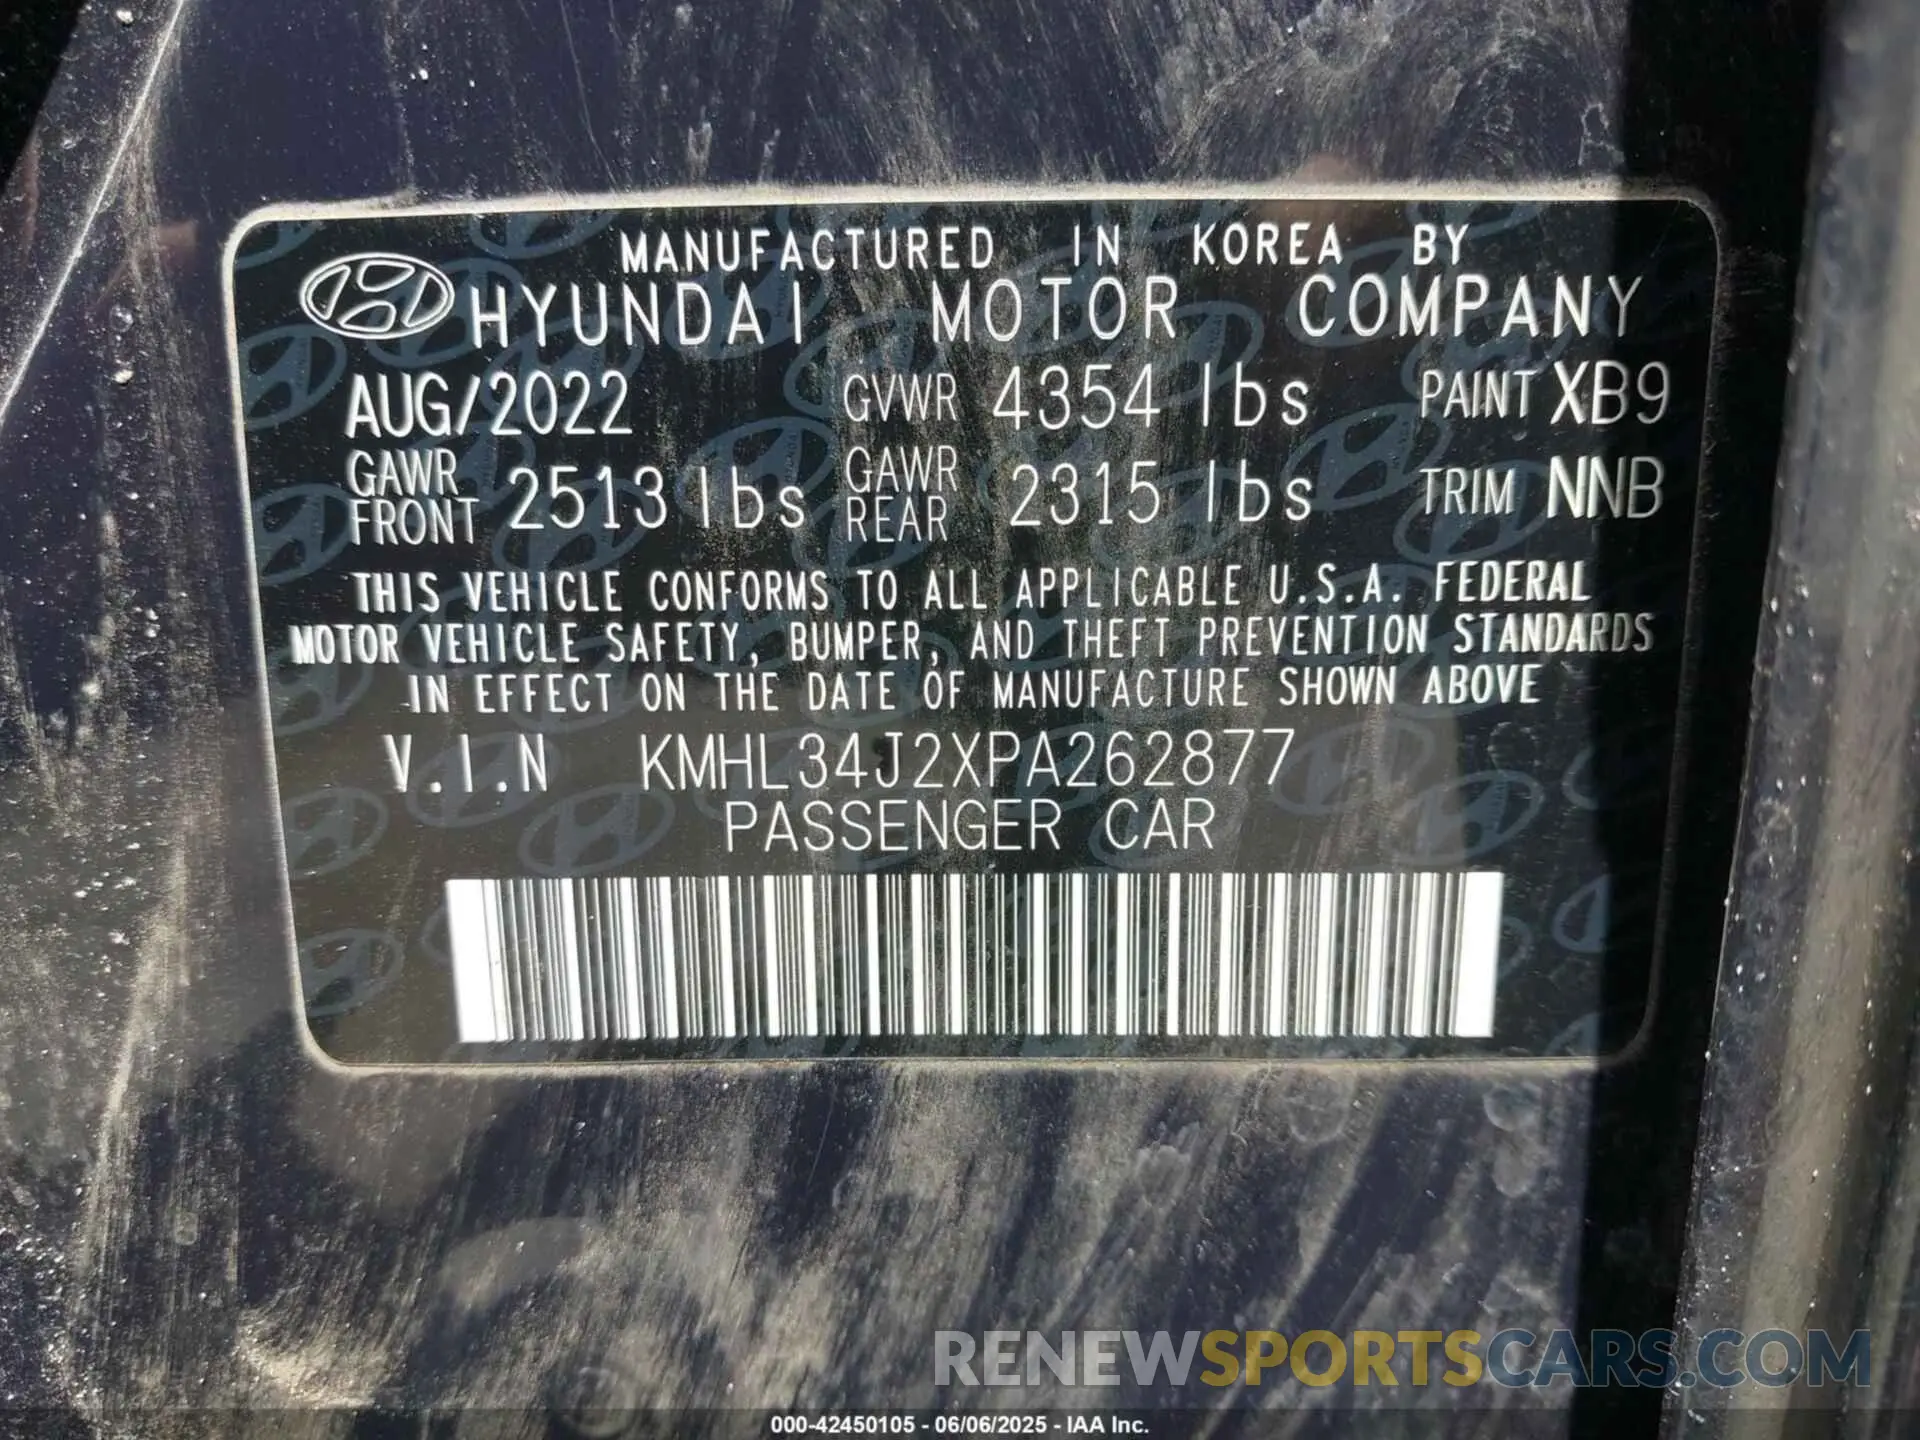 MANUFACTURED IN KOREA BY
HYUNDAI MOTOR COMPANY
AUG/2022 GVWR 4354 lbs PAINT XB9
GAWR FRONT 2513 lbs GAWR REAR 2315 lbs TRIM NNB
THIS VEHICLE CONFORMS TO ALL APPLICABLE U.S.A. FEDERAL
MOTOR VEHICLE SAFETY, BUMPER, AND THEFT PREVENTION STANDARDS
IN EFFECT ON THE DATE OF MANUFACTURE SHOWN ABOVE
V.I.N KMHL34J2XPA262877
PASSENGER CAR
RENEWSPORTSCARS.COM
000-42450105 - 06/06/2025 - IAA Inc.